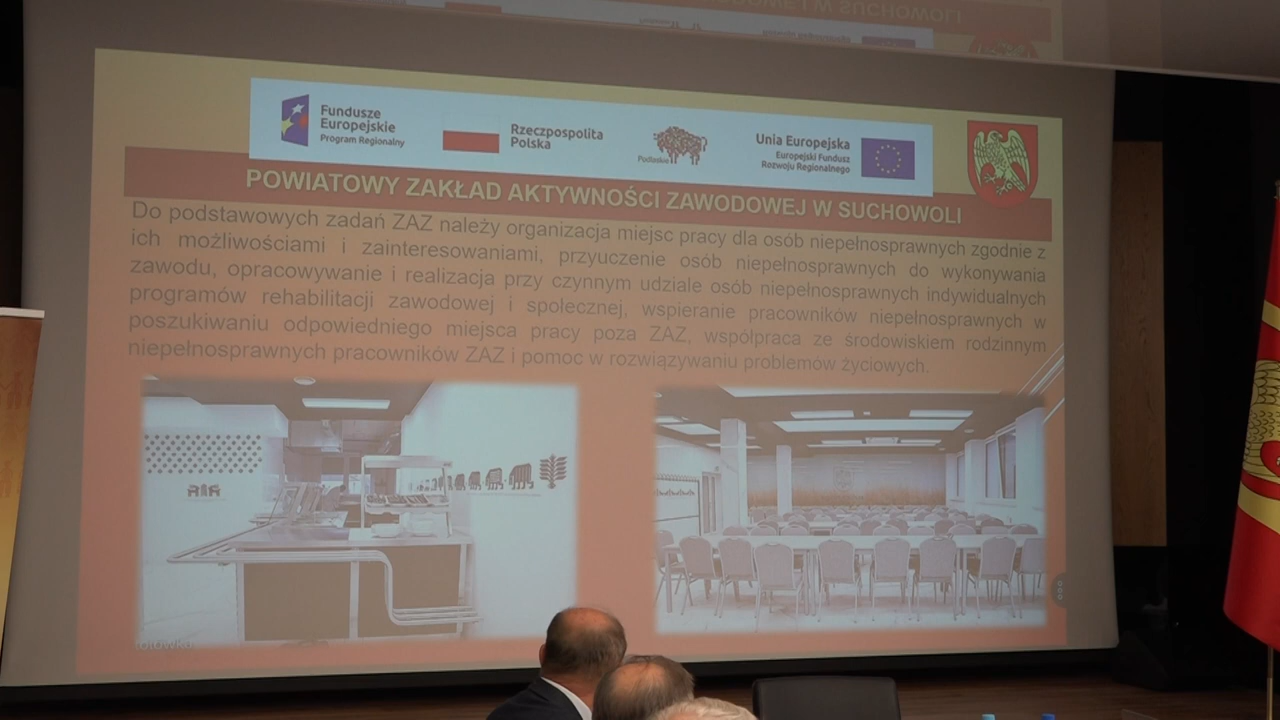 Fundusze
Europejskie
Program Regionalny
Rzeczpospolita
Polska
Podlaskie
Unia Europejska
Europejski Fundusz
Rozwoju Regionalnego
POWIATOWY ZAKŁAD AKTYWNOŚCI ZAWODOWEJ W SUCHOWOLI
Do podstawowych zadań ZAZ należy organizacja miejsc pracy dla osób niepełnosprawnych zgodnie z
ich możliwościami i zainteresowaniami, przyuczenie osób niepełnosprawnych do wykonywania
zawodu, opracowywanie i realizacja przy czynnym udziale osób niepełnosprawnych indywidualnych
programów rehabilitacji zawodowej i społecznej, wspieranie pracowników niepełnosprawnych w
poszukiwaniu odpowiedniego miejsca pracy poza ZAZ, współpraca ze środowiskiem rodzinnym
niepełnosprawnych pracowników ZAZ i pomoc w rozwiązywaniu problemów życiowych.